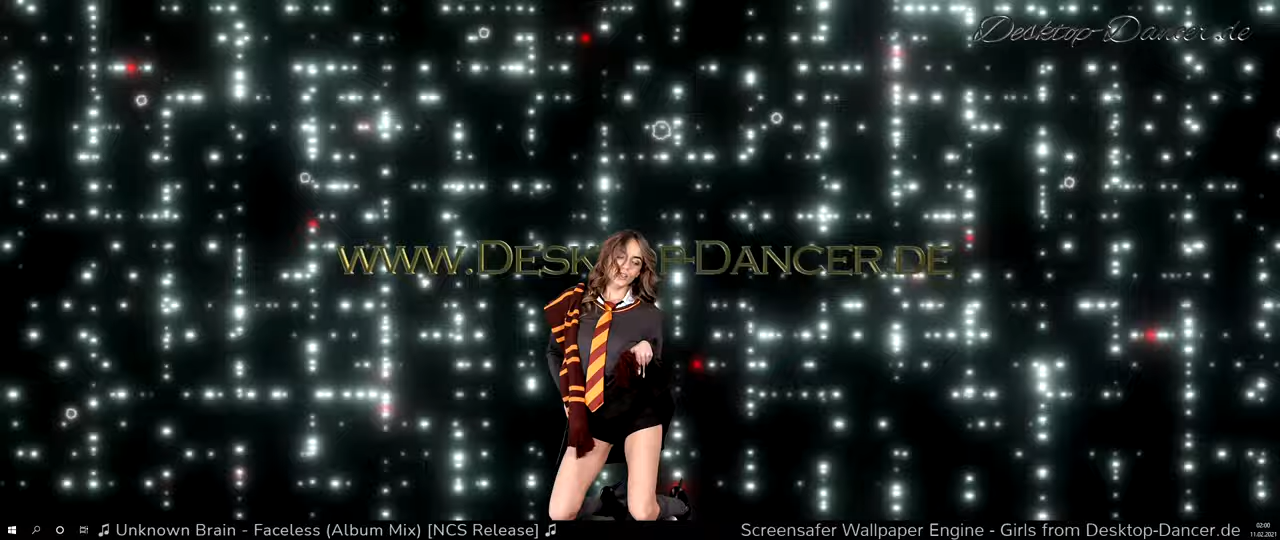 Desktop-Dancer.de
www.Desktop-Dancer.de
♫ Unknown Brain - Faceless (Album Mix) [NCS Release] ♫
Screensafer Wallpaper Engine - Girls from Desktop-Dancer.de
02:00
11.02.2021